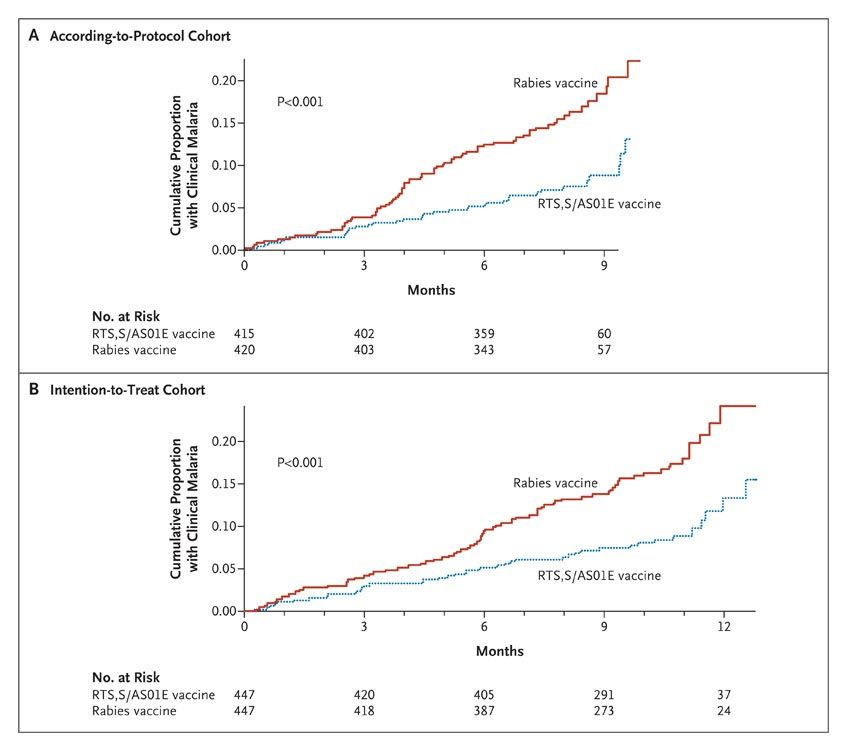 A According-to-Protocol Cohort
Cumulative Proportion
with Clinical Malaria
0.20
0.15
0.10
0.05
0.00
P<0.001
Rabies vaccine
RTS,S/AS01E vaccine
0 3 6 9
Months
No. at Risk
RTS,S/AS01E vaccine 415 402 359 60
Rabies vaccine 420 403 343 57
B Intention-to-Treat Cohort
Cumulative Proportion
with Clinical Malaria
0.20
0.15
0.10
0.05
0.00
P<0.001
Rabies vaccine
RTS,S/AS01E vaccine
0 3 6 9 12
Months
No. at Risk
RTS,S/AS01E vaccine 447 420 405 291 37
Rabies vaccine 447 418 387 273 24